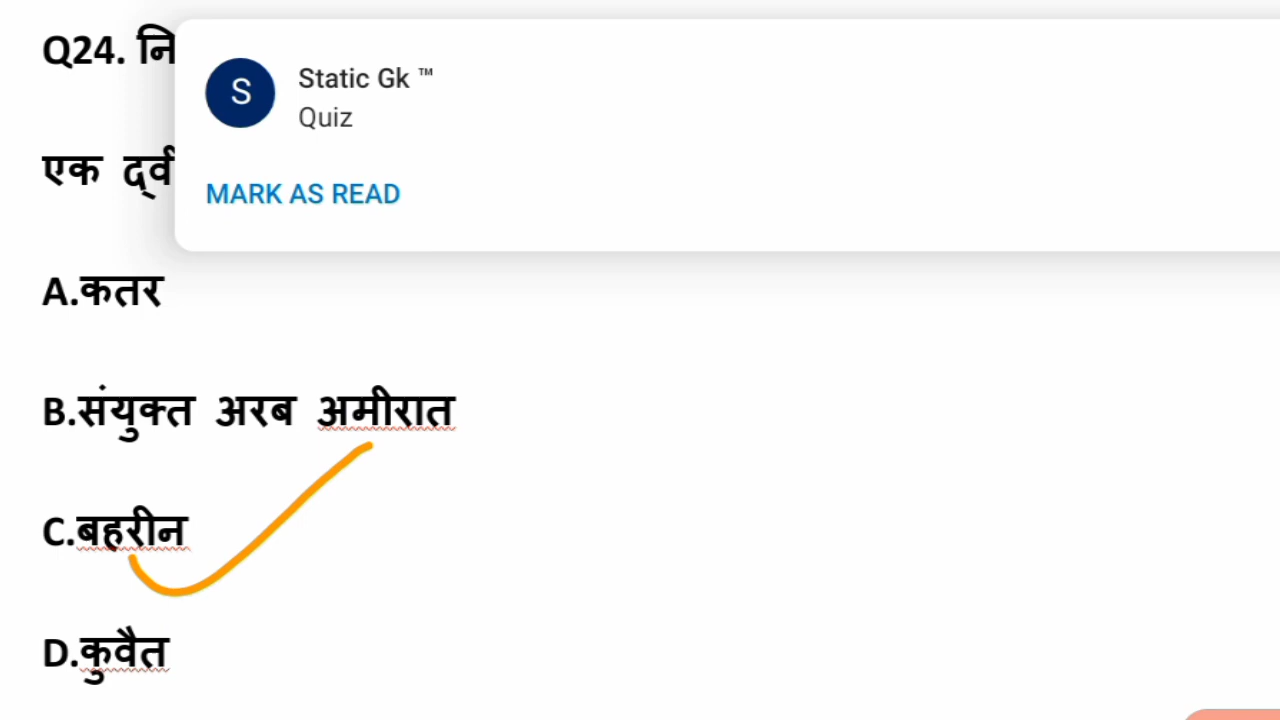 Q24. नि
Static Gk ™
Quiz
एक
MARK AS READ
A.कतर
B.संयुक्त अरब अमीरात
C.बहरीन
D.कुवैत